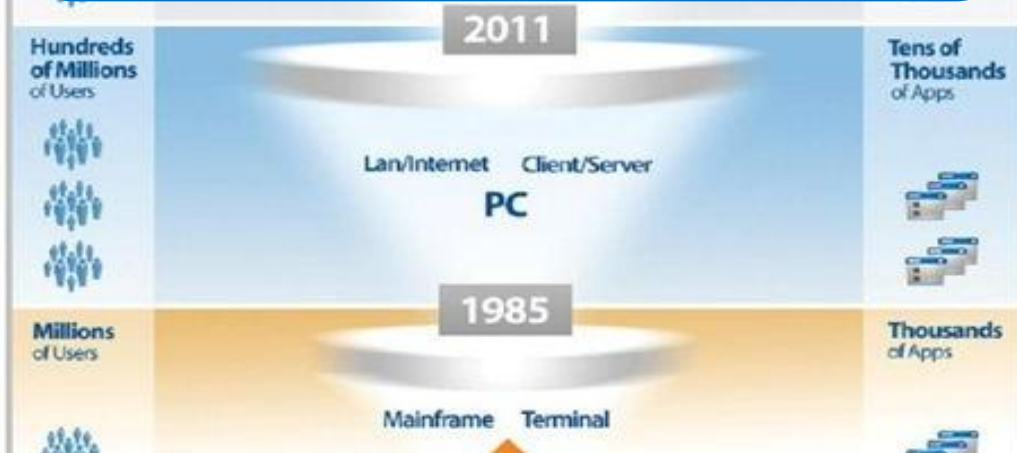 2011
Hundreds
of Millions
of Users
Tens of
Thousands
of Apps
Lan/Internet Client/Server
PC
1985
Millions
of Users
Thousands
of Apps
Mainframe Terminal